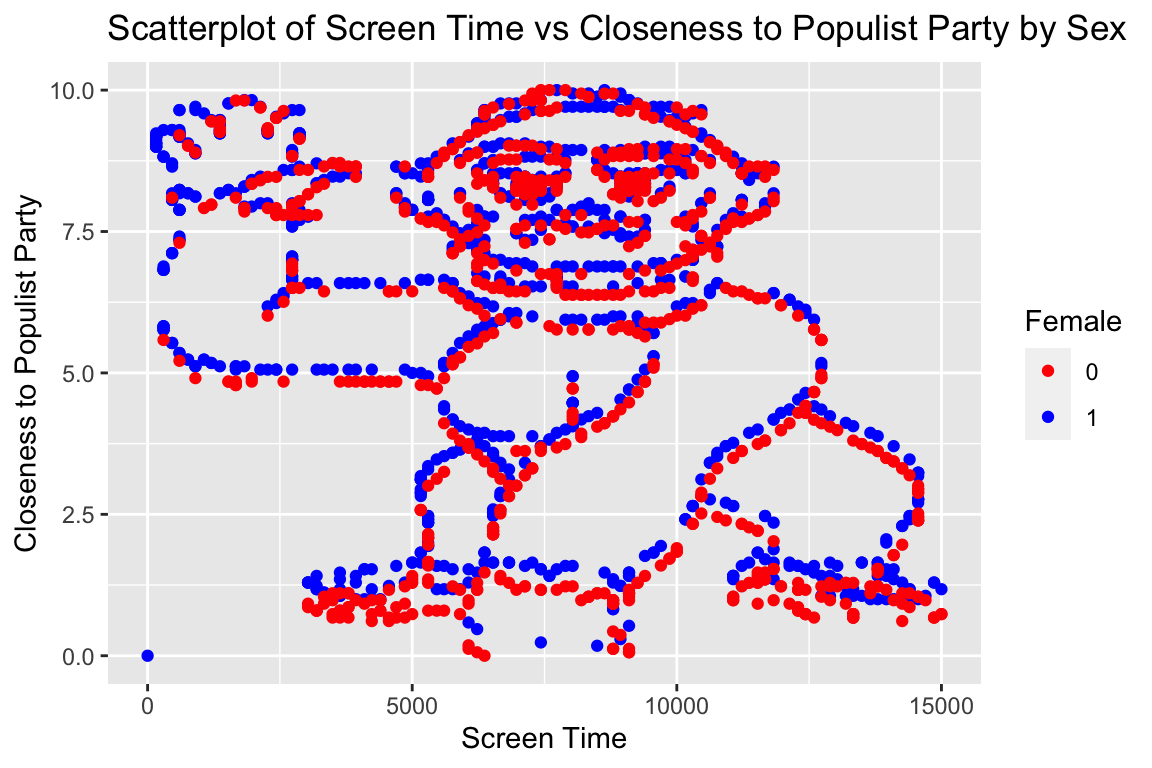 Scatterplot of Screen Time vs Closeness to Populist Party by Sex
Closeness to Populist Party
10.0
7.5
5.0
2.5
0.0
0
5000
10000
15000
Screen Time
Female
0
1